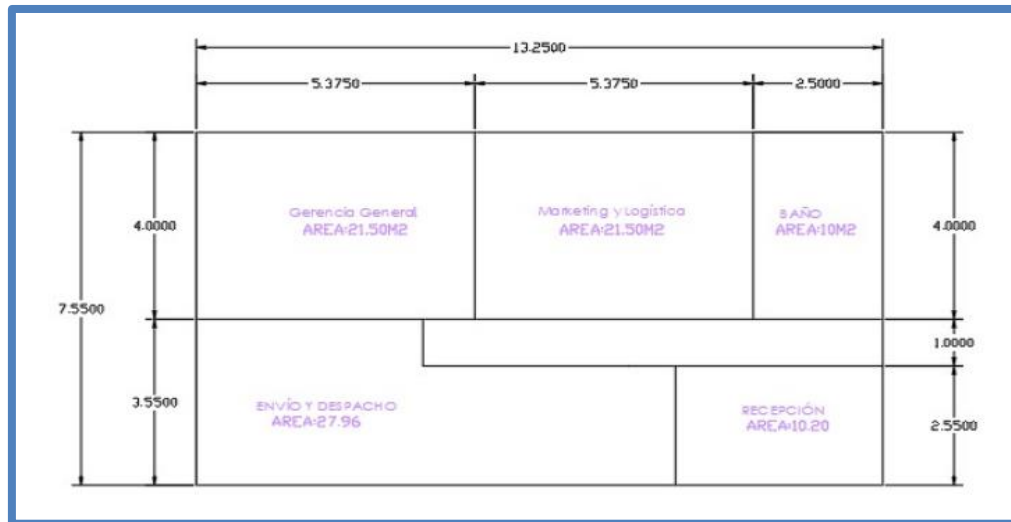 13.2500
5.3750
5.3750
2.5000
Gerencia General
AREA:21.50M2
Marketing y Logística
AREA:21.50M2
BAÑO
AREA:10M2
4.0000
4.0000
7.5500
1.0000
3.5500
ENVÍO Y DESPACHO
AREA:27.96
RECEPCIÓN
AREA:10.20
2.5500